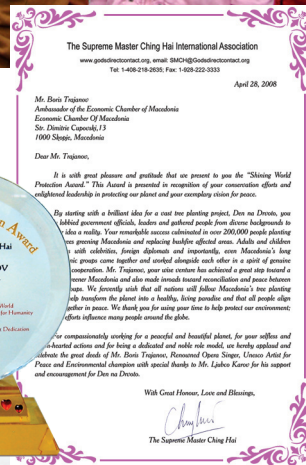 The Supreme Master Ching Hai International Association
www.godsdirectcontact.org, email: SMCH@Godsdirectcontact.org
Tel: 1-408-218-2635; Fax: 1-928-222-3333
April 28, 2008
Mr. Boris Trajanov
Ambasador of the Economic Chamber of Macedonia
Economic Chamber Of Macedonia
Str. Dimitrie Capovski,13
1000 Skopje, Macedonia
Dear Mr. Trajanov,
It is with great pleasure and gratitude that we present to you the "Shining World
Protection Award." This Award is presented in recognition of your conservation efforts and
enlightened leadership in protecting our planet and your exemplary vision for peace.
By starting with a brilliant idea for a vast tree planting project, Den na Drvoto, you
lobbied government officials, leaders and gathered people from diverse backgrounds to
idea a reality. Your remarkable success culminated in over 200,000 people planting
greening Macedonia and replacing bushfire affected areas. Adults and children
with celebrities, foreign diplomats and importantly, even Macedonia's long
groups came together and worked alongside each other in a spirit of genuine
cooperation. Mr. Trajanov, your wise venture has achieved a great step toward a
Macedonia and also made inroads toward reconciliation and peace between
We fervently wish that all nations will follow Macedonia's tree planting
transform the planet into a healthy, living paradise and that all people align
together in peace. We thank you for using your time to help protect our environment;
efforts influence many people around the globe.
For compassionately working for a peaceful and beautiful planet, for your selfless and
-hearted actions and for being a dedicated and noble role model, we hereby applaud and
celebrate the great deeds of Mr. Boris Trajanov, Renowned Opera Singer, Unesco Artist for
Peace and Environmental champion with special thanks to Mr. Ljubco Karov for his support
and encouragement for Den na Drvoto.
With Great Honour, Love and Blessings,
The Supreme Master Ching Hai
Award
Hai
OV
World
for Humanity
Dedication